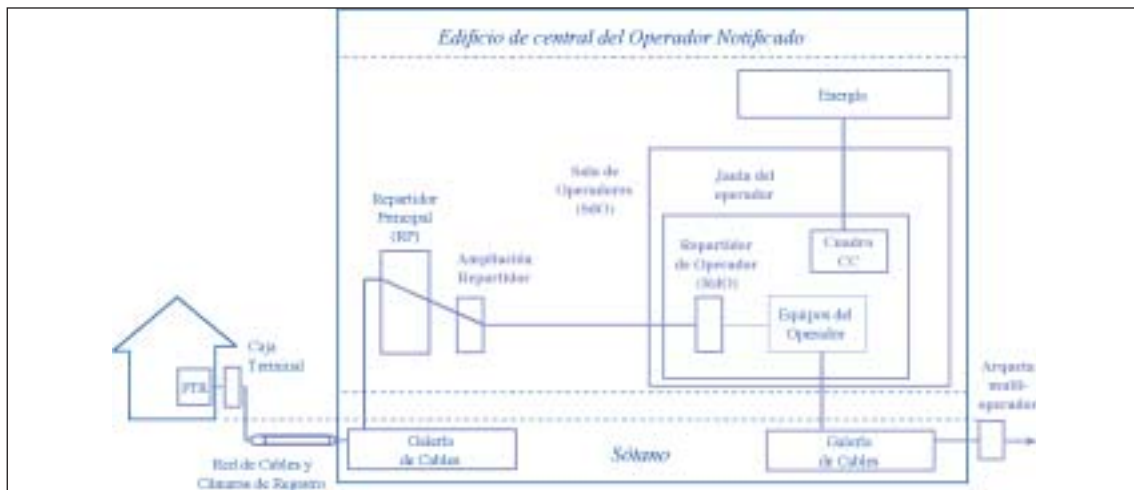 Edificio de central del Operador Notificado
Energía
Sala de
Operadores
(SdO)
Jaula del
operador
Repartidor
Principal
(RP)
Ampliación
Repartidor
Repartidor
de Operador
(RdO)
Cuadro
CC
Equipos del
Operador
Caja
Terminal
PTR
Arqueta
multi-
operador
Galería
de Cables
Sótano
Galería
de Cables
Red de Cables y
Cámaras de Registro